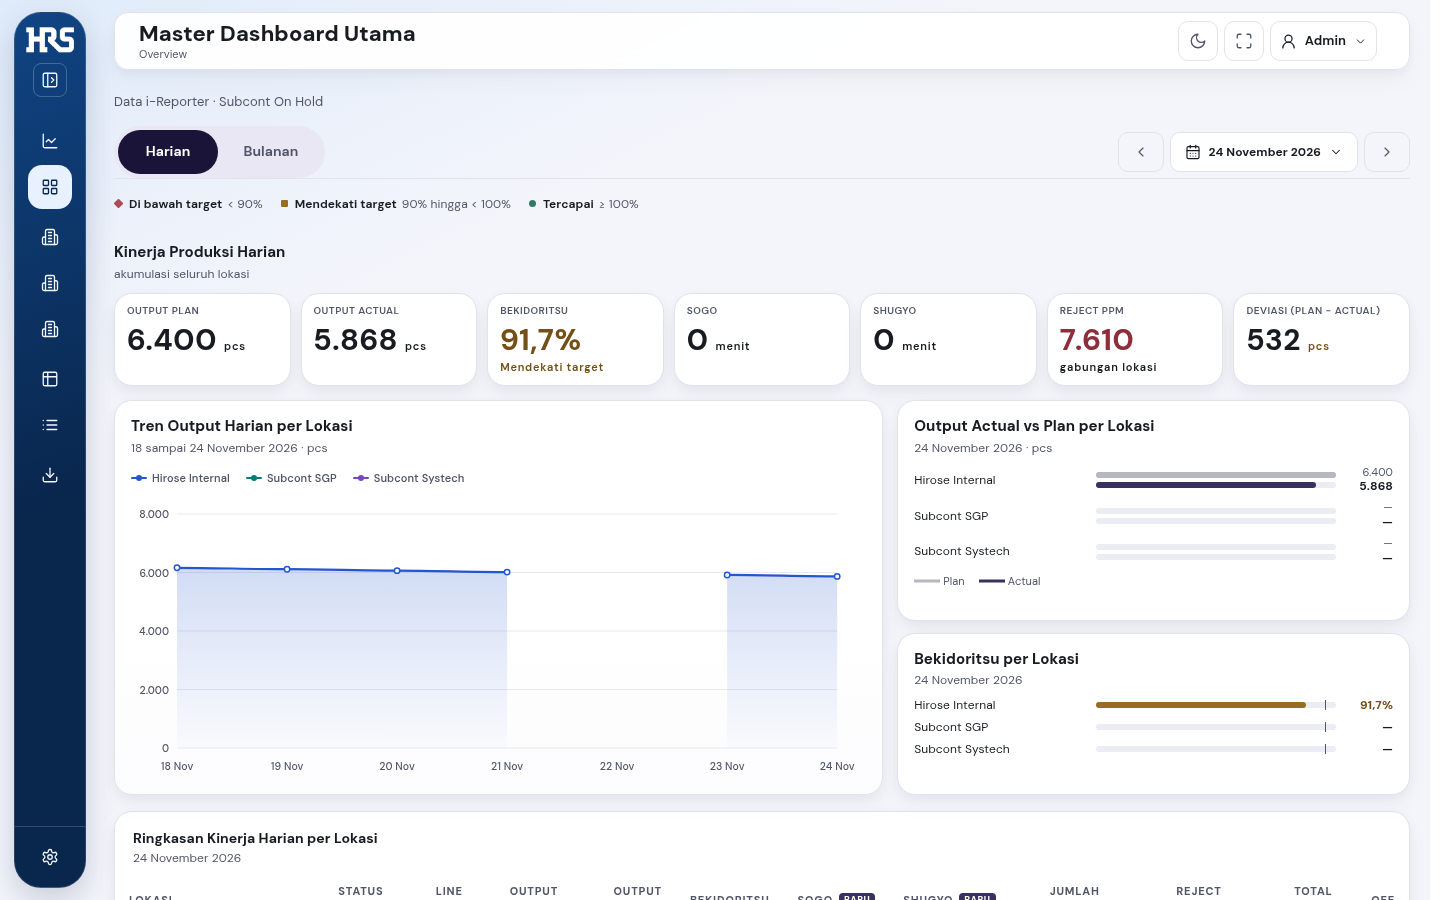 HRS
Master Dashboard Utama
Overview
Admin
Data i-Reporter · Subcont On Hold
Harian
Bulanan
24 November 2026
Di bawah target < 90%
Mendekati target 90% hingga < 100%
Tercapai ≥ 100%
Kinerja Produksi Harian
akumulasi seluruh lokasi
OUTPUT PLAN
6.400 pcs
OUTPUT ACTUAL
5.868 pcs
BEKIDORITSU
91,7%
Mendekati target
SOGO
0 menit
SHUGYO
0 menit
REJECT PPM
7.610
gabungan lokasi
DEVIASI (PLAN − ACTUAL)
532 pcs
Tren Output Harian per Lokasi
18 sampai 24 November 2026 · pcs
Hirose Internal
Subcont SGP
Subcont Systech
8.000
6.000
4.000
2.000
0
18 Nov
19 Nov
20 Nov
21 Nov
22 Nov
23 Nov
24 Nov
Output Actual vs Plan per Lokasi
24 November 2026 · pcs
Hirose Internal
6.400
5.868
Subcont SGP
—
—
Subcont Systech
—
—
Plan
Actual
Bekidoritsu per Lokasi
24 November 2026
Hirose Internal 91,7%
Subcont SGP —
Subcont Systech —
Ringkasan Kinerja Harian per Lokasi
24 November 2026
LOKASI
STATUS
LINE
OUTPUT
OUTPUT
BEKIDORITSU
SOGO BARU
SHUGYO BARU
JUMLAH
REJECT
TOTAL
OFF